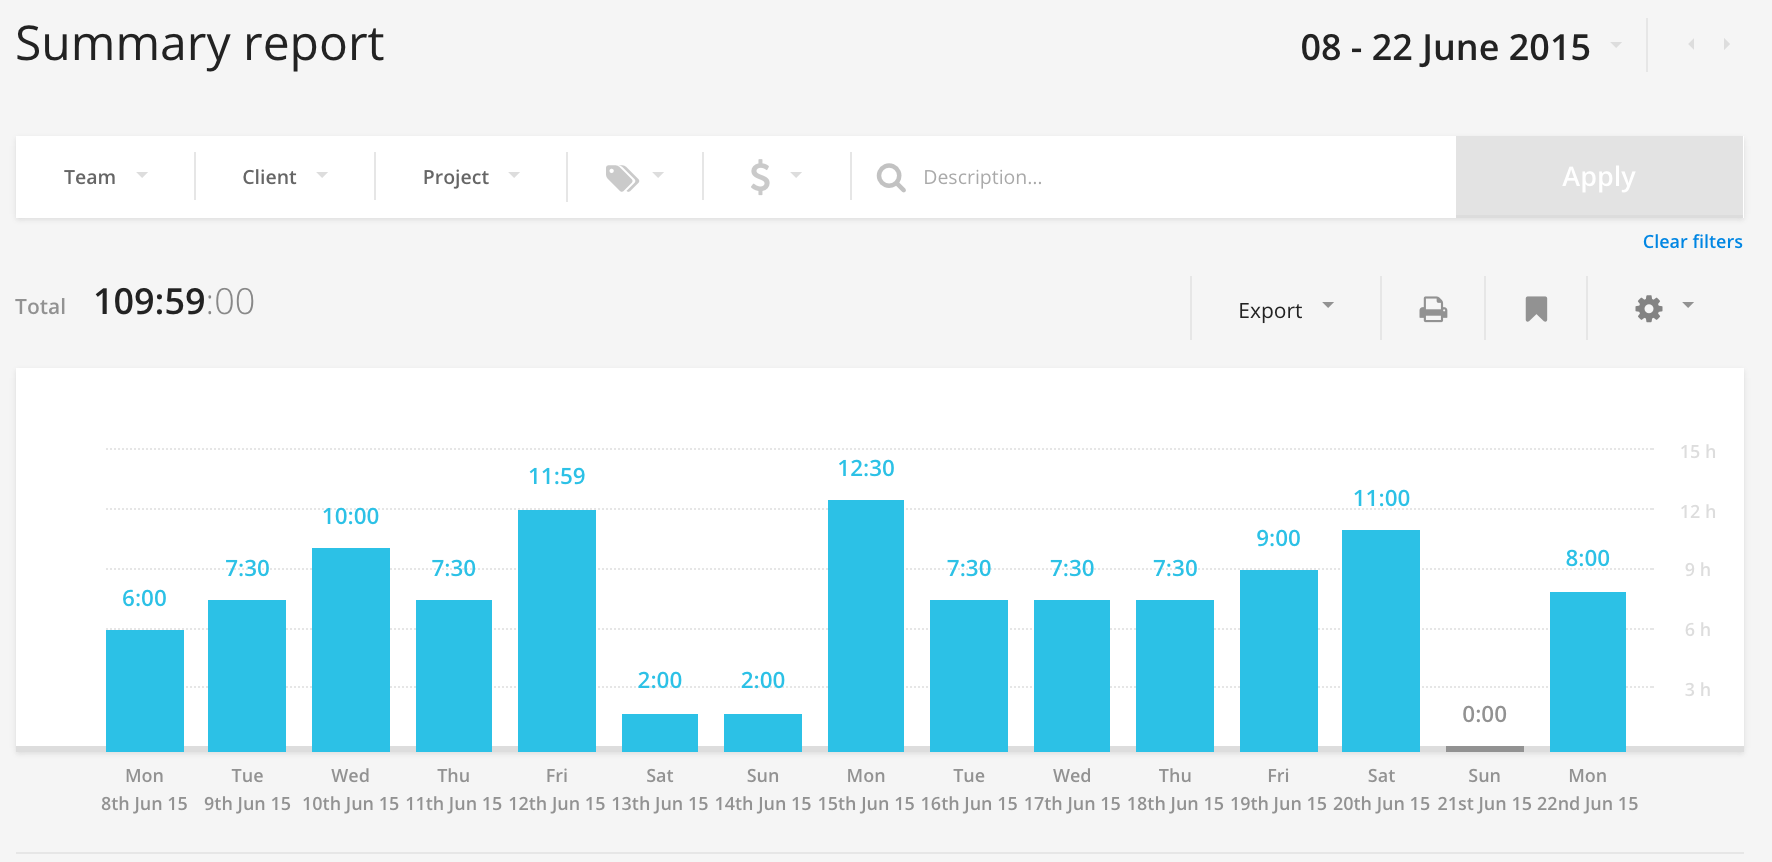 Summary report
08 - 22 June 2015
Team Client Project $ Description... Apply
Clear filters
Total 109:59:00
Export
15 h
12 h
9 h
6 h
3 h
6:00 7:30 10:00 7:30 11:59 2:00 2:00 12:30 7:30 7:30 7:30 9:00 11:00 0:00 8:00
Mon Tue Wed Thu Fri Sat Sun Mon Tue Wed Thu Fri Sat Sun Mon
8th Jun 15 9th Jun 15 10th Jun 15 11th Jun 15 12th Jun 15 13th Jun 15 14th Jun 15 15th Jun 15 16th Jun 15 17th Jun 15 18th Jun 15 19th Jun 15 20th Jun 15 21st Jun 15 22nd Jun 15